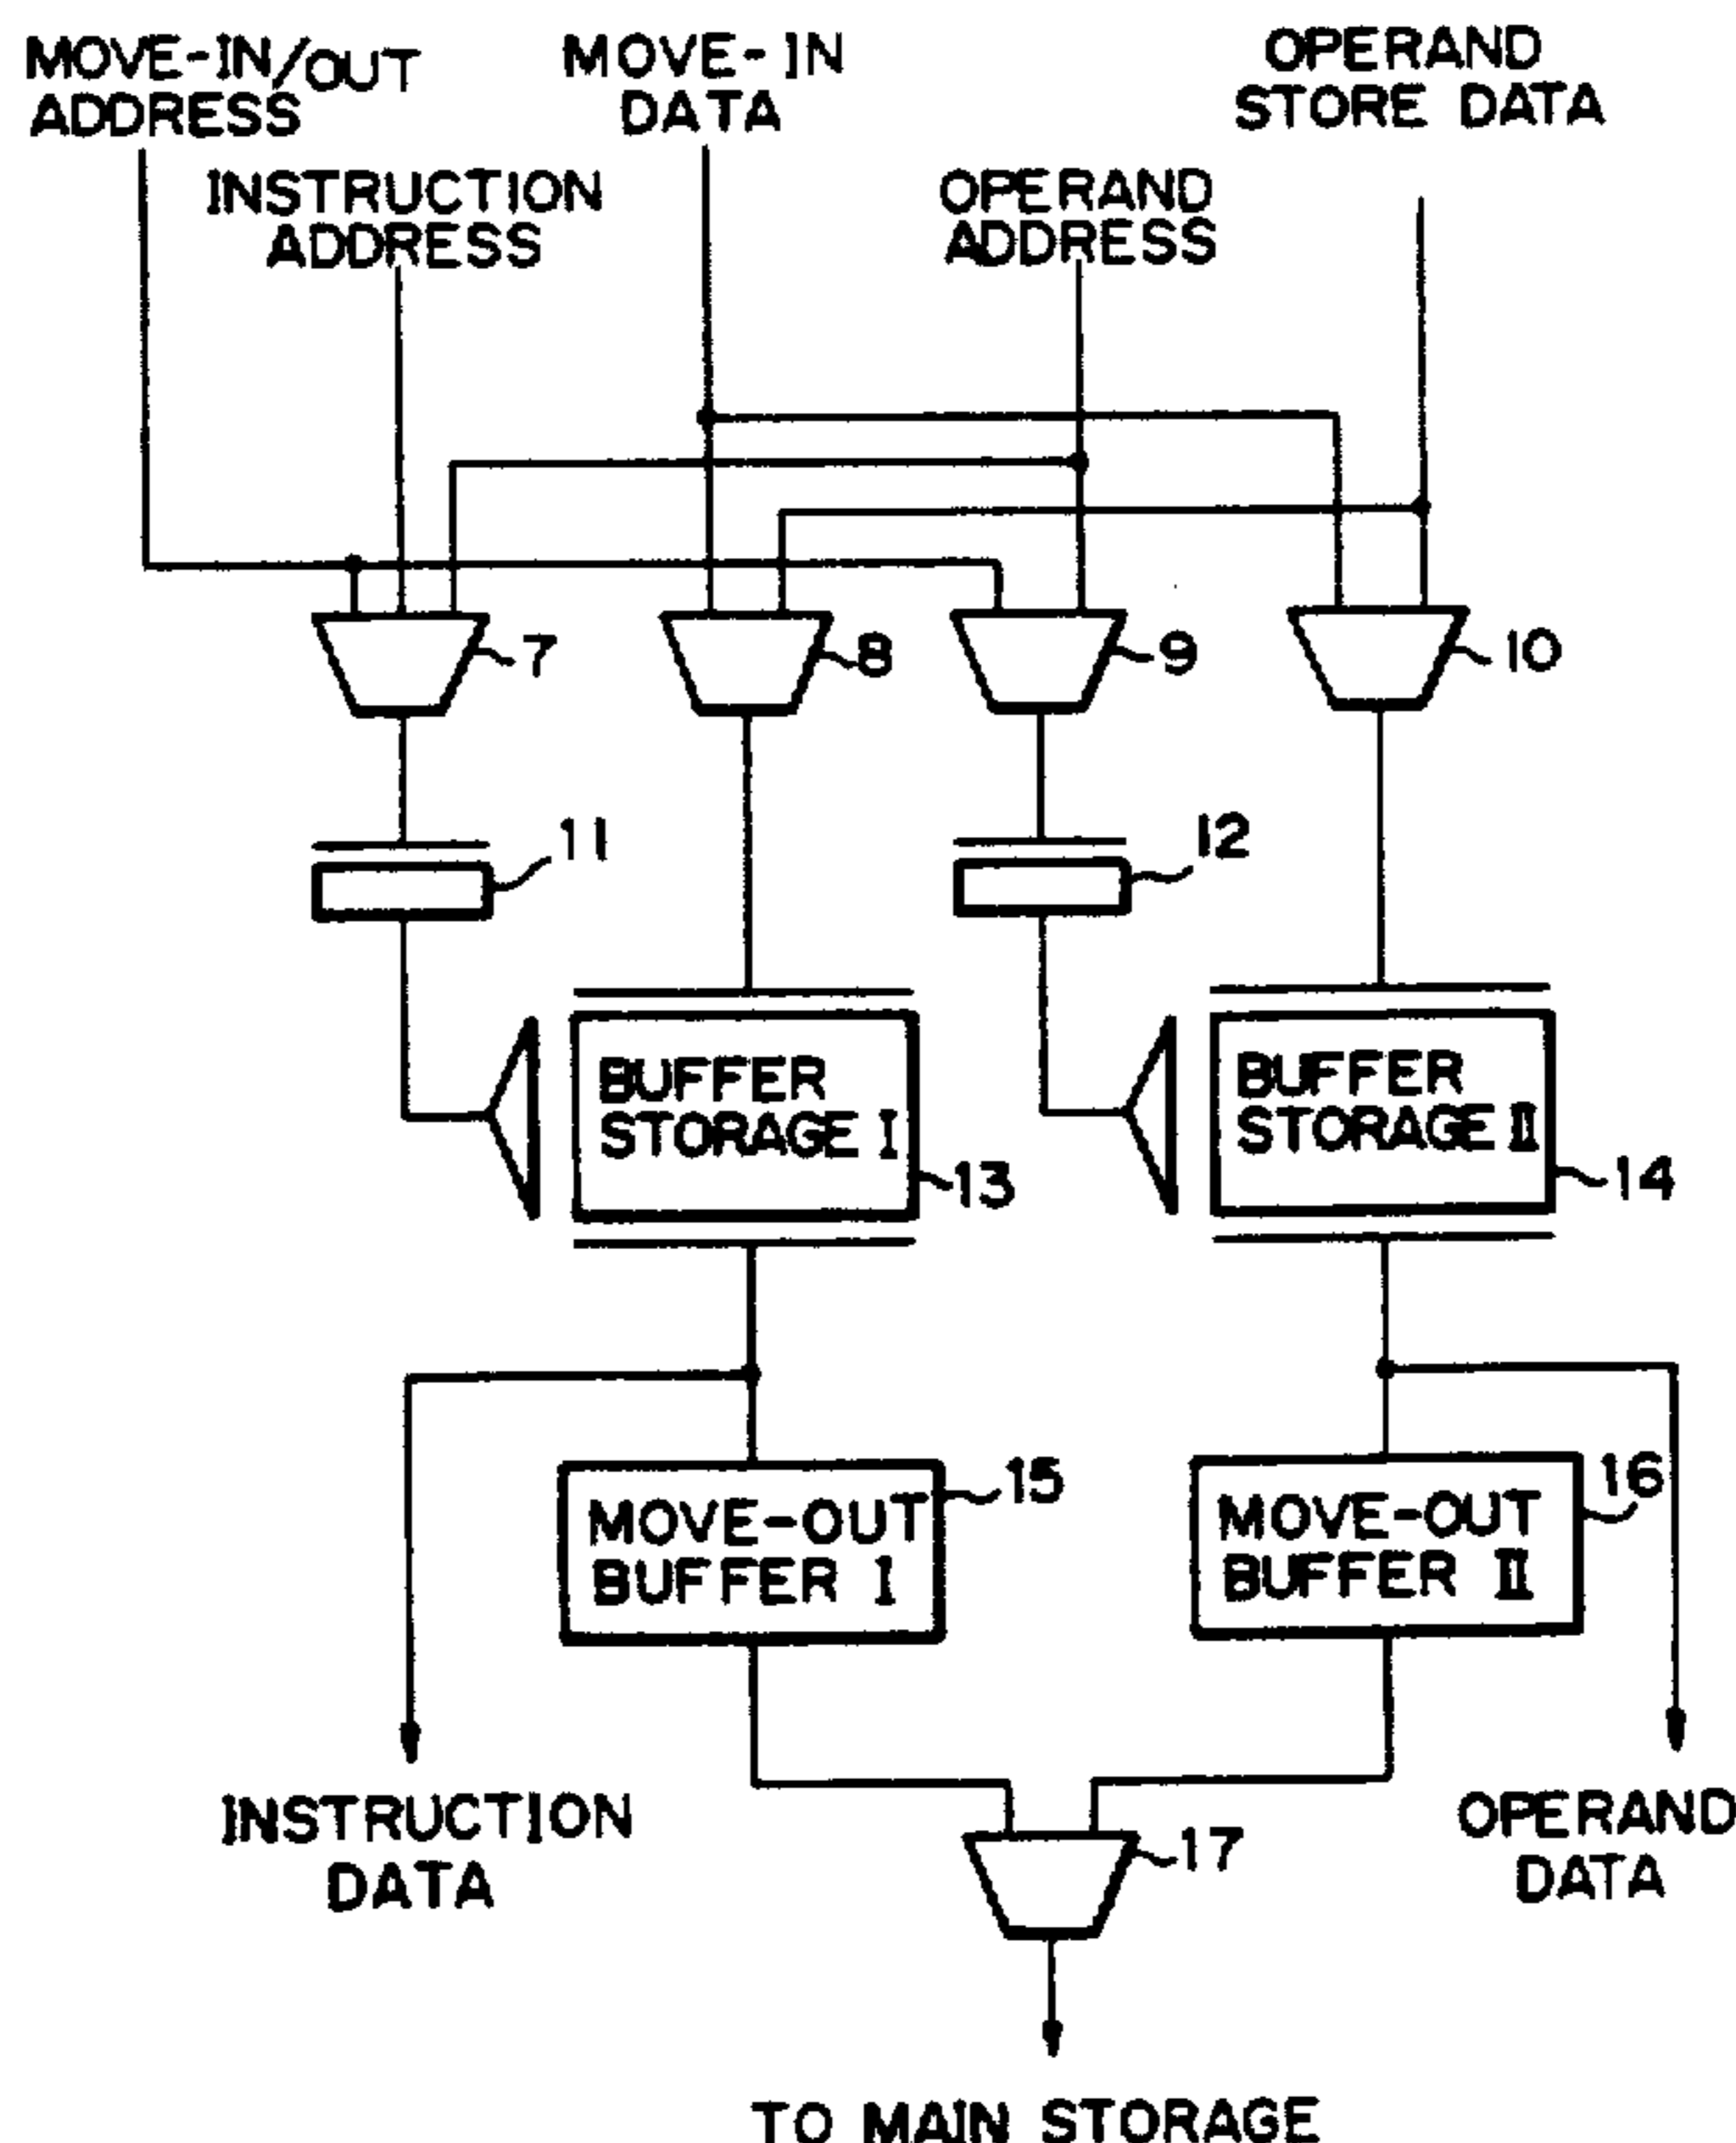 MOVE-IN/OUT
ADDRESS
MOVE-IN
DATA
OPERAND
STORE DATA
INSTRUCTION
ADDRESS
OPERAND
ADDRESS
7
8
9
10
11
12
BUFFER
STORAGE I
13
BUFFER
STORAGE II
14
MOVE-OUT
BUFFER I
15
MOVE-OUT
BUFFER II
16
INSTRUCTION
DATA
17
OPERAND
DATA
TO MAIN STORAGE